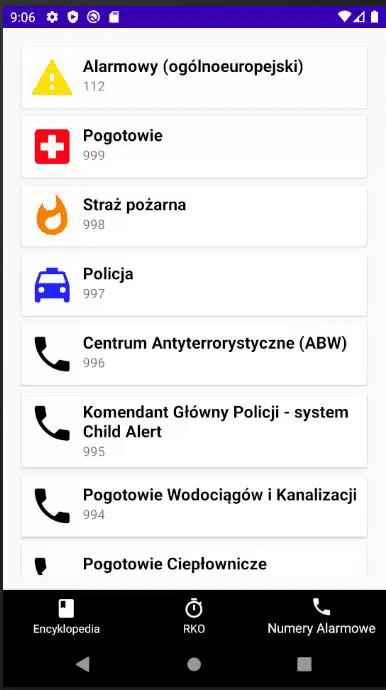 9:06
Alarmowy (ogólnoeuropejski)
112
Pogotowie
999
Straż pożarna
998
Policja
997
Centrum Antyterrorystyczne (ABW)
996
Komendant Główny Policji - system
Child Alert
995
Pogotowie Wodociągów i Kanalizacji
994
Pogotowie Ciepłownicze
Encyklopedia
RKO
Numery Alarmowe